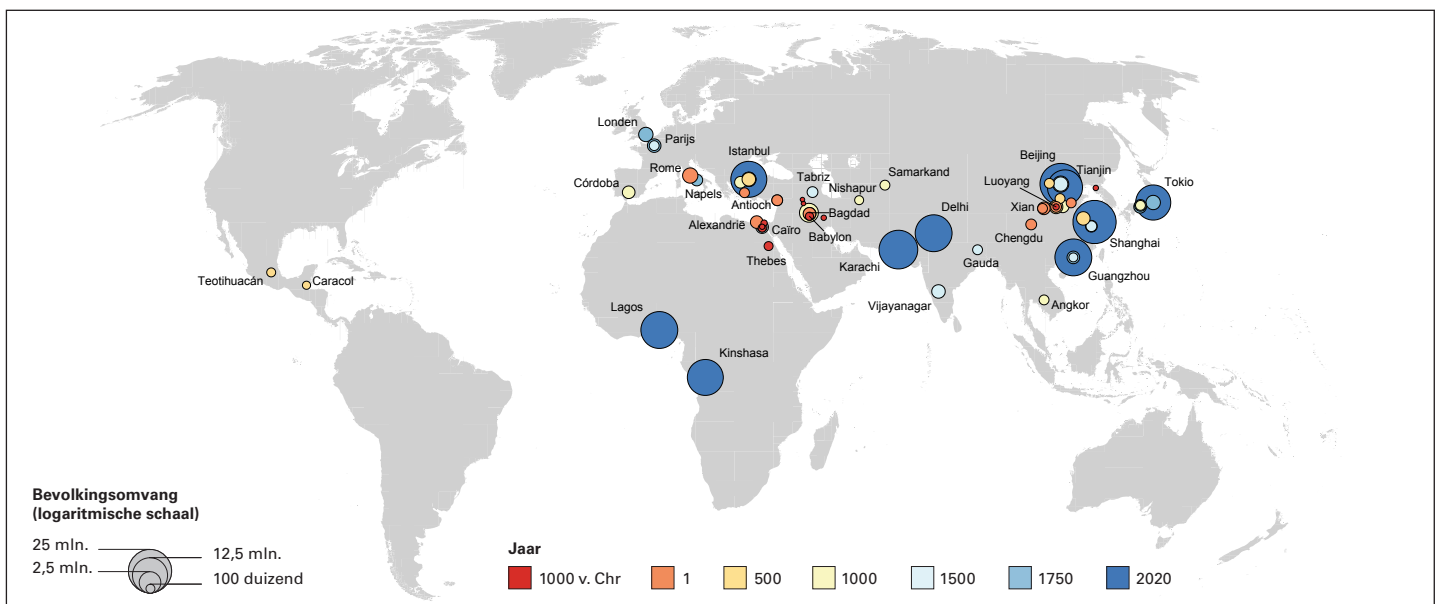 Londen
Parijs
Istanbul
Rome
Napels
Córdoba
Antioch
Tabriz
Nishapur
Samarkand
Alexandrië
Caïro
Bagdad
Babylon
Thebes
Delhi
Karachi
Gauda
Vijayanagar
Beijing
Tianjin
Luoyang
Xian
Chengdu
Tokio
Shanghai
Guangzhou
Angkor
Teotihuacán
Caracol
Lagos
Kinshasa
Bevolkingsomvang
(logaritmische schaal)
25 mln.
12,5 mln.
2,5 mln.
100 duizend
Jaar
1000 v. Chr 1 500 1000 1500 1750 2020